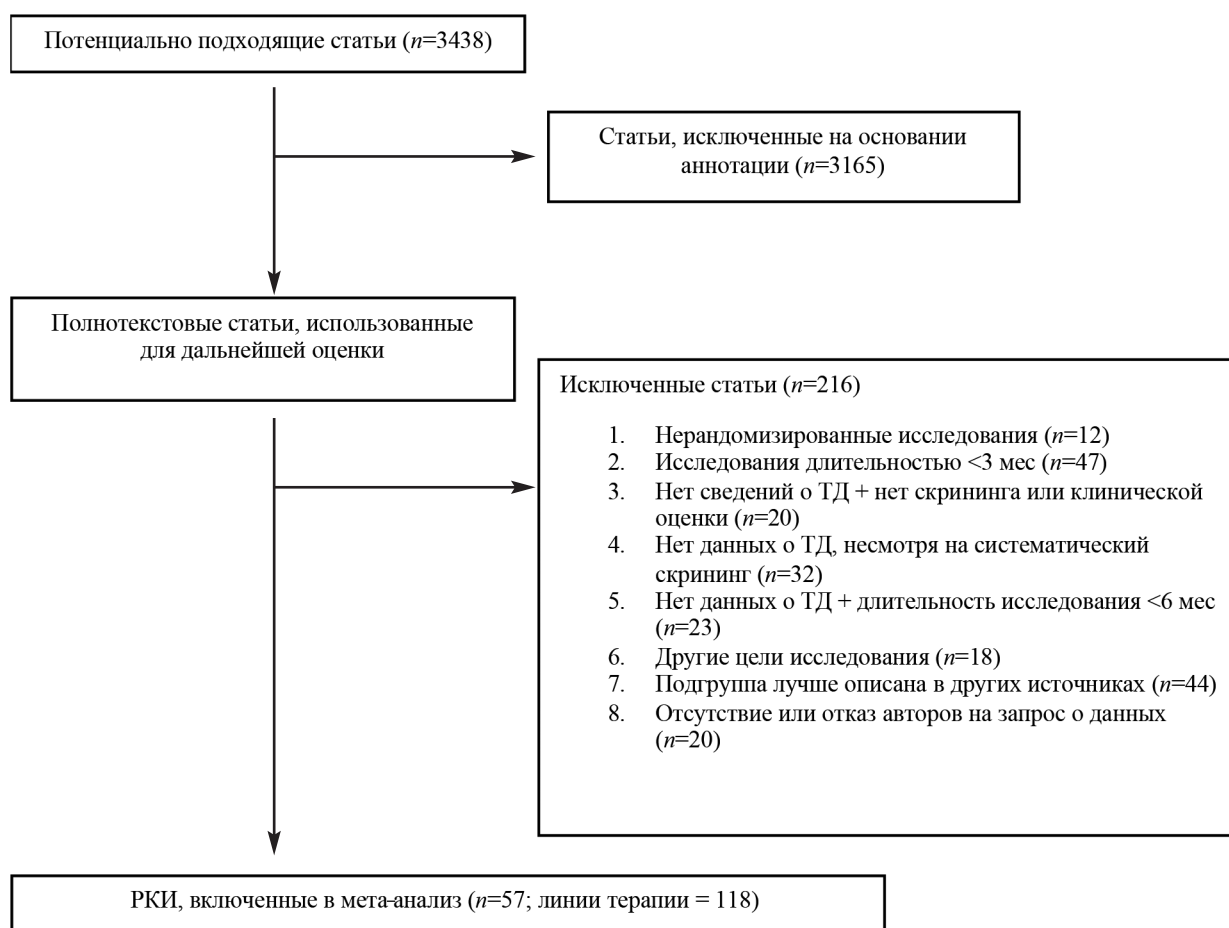 Потенциально подходящие статьи (n=3438)
Статьи, исключенные на основании
аннотации (n=3165)
Полнотекстовые статьи, использованные
для дальнейшей оценки
Исключенные статьи (n=216)
1. Нерандомизированные исследования (n=12)
2. Исследования длительностью <3 мес (n=47)
3. Нет сведений о ТД + нет скрининга или клинической
оценки (n=20)
4. Нет данных о ТД, несмотря на систематический
скрининг (n=32)
5. Нет данных о ТД + длительность исследования <6 мес
(n=23)
6. Другие цели исследования (n=18)
7. Подгруппа лучше описана в других источниках (n=44)
8. Отсутствие или отказ авторов на запрос о данных
(n=20)
РКИ, включенные в мета-анализ (n=57; линии терапии = 118)